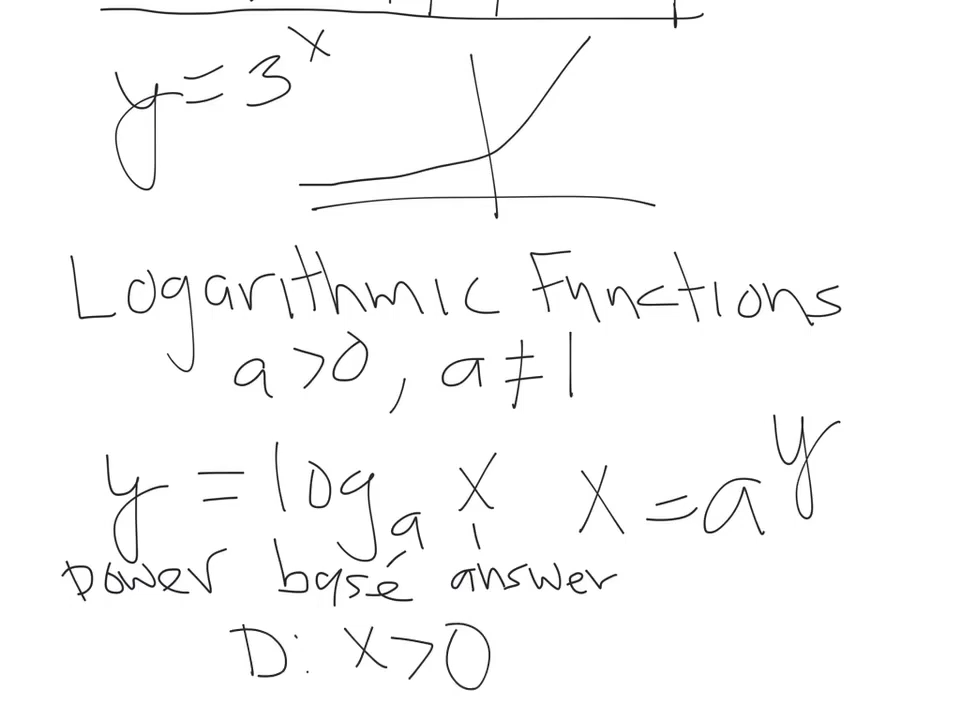 y = 3^x
Logarithmic Functions
a > 0, a ≠ 1
y = log_a x x = a^y
power base answer
D: x > 0